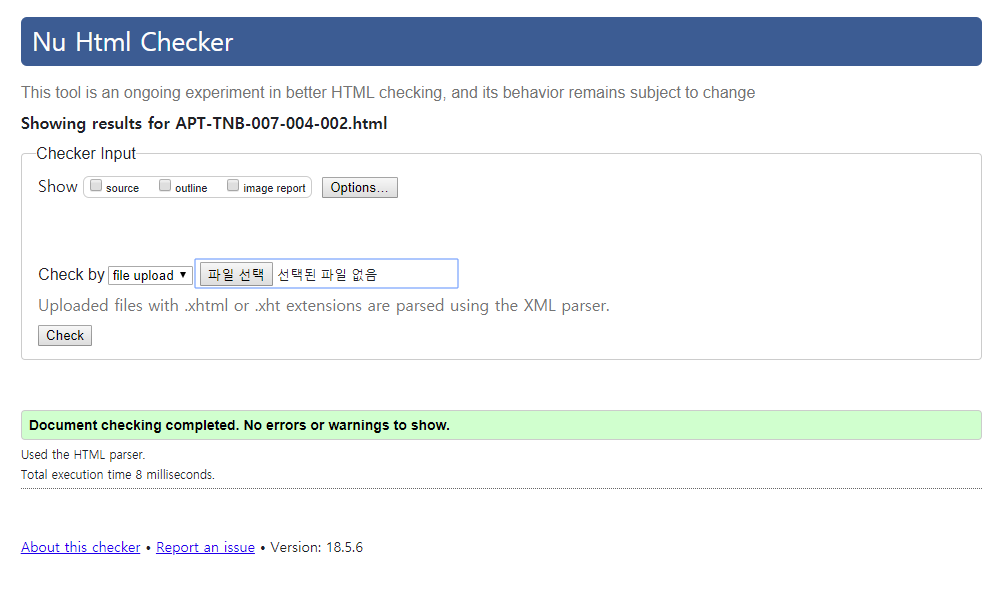 Nu Html Checker
This tool is an ongoing experiment in better HTML checking, and its behavior remains subject to change
Showing results for APT-TNB-007-004-002.html
Checker Input
Show source outline image report Options...
Check by file upload 파일 선택 선택된 파일 없음
Uploaded files with .xhtml or .xht extensions are parsed using the XML parser.
Check
Document checking completed. No errors or warnings to show.
Used the HTML parser.
Total execution time 8 milliseconds.
About this checker • Report an issue • Version: 18.5.6